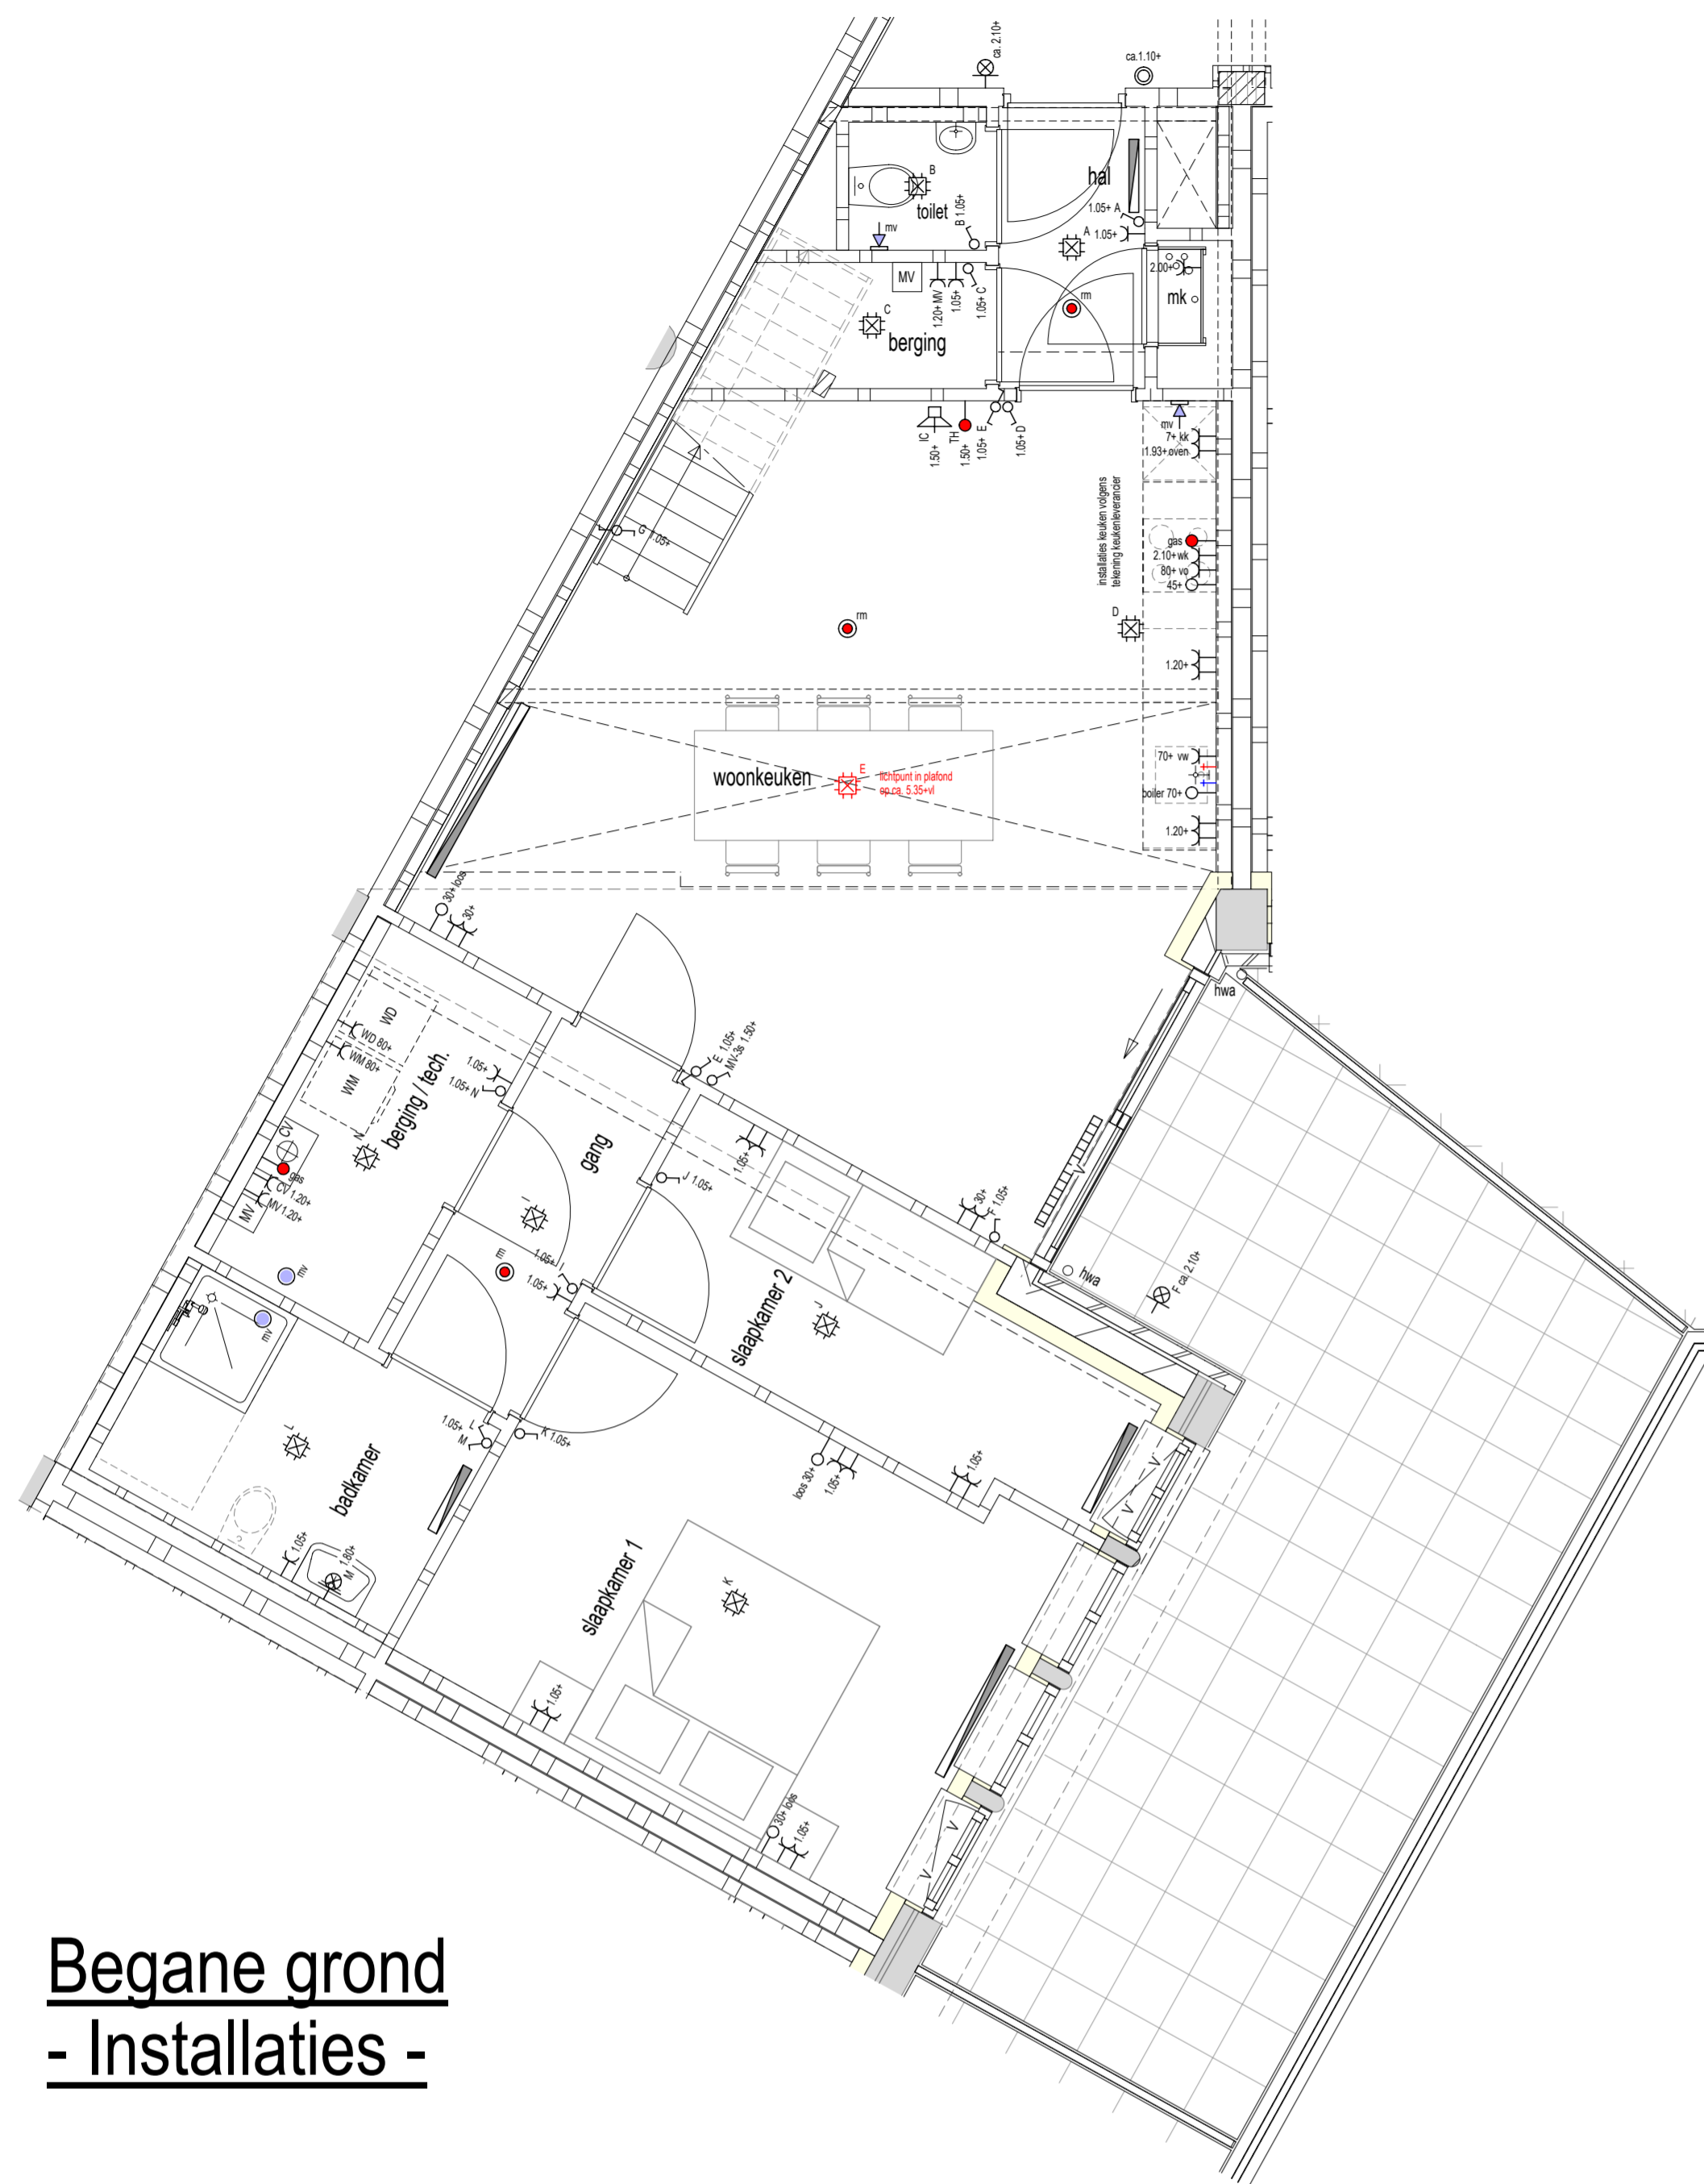 ca. 2.10+
ca.1.10+
B
toilet
B 1.05+
mv
hal
1.05+ A
A
1.05+
2.00+
mk
MV
1.20+ MV
1.05+
1.05+ C
C
berging
rm
IC
1.50+
TH
1.50+
1.05+ E
1.05+ D
mv
7+ kk
1.93+ oven
installaties keuken volgens
tekening keukenleverancier
G 1.05+
gas
2.10+ wk
80+ vo
45+
D
rm
1.20+
woonkeuken
E
lichtpunt in plafond
op ca. 5.35+vl
70+ vw
boiler 70+
1.20+
30+ loos
30+
hwa
WD
WD 80+
WM 80+
WM
berging / tech.
1.05+
1.05+ N
N
CV
gas
CV 1.20+
MV 1.20+
MV
mv
mv
E 1.05+
MV-3s 1.50+
gang
I
J 1.05+
1.05+
30+
F 1.05+
V
hwa
F ca. 2.10+
rm
1.05+ I
1.05+
slaapkamer 2
J
L
badkamer
1.05+ L
M
K 1.05+
loos 30+
1.05+
1.05+
V
V
1.05+
M 1.80+
slaapkamer 1
K
1.05+
30+ loos
1.05+
V
V
Begane grond
- Installaties -